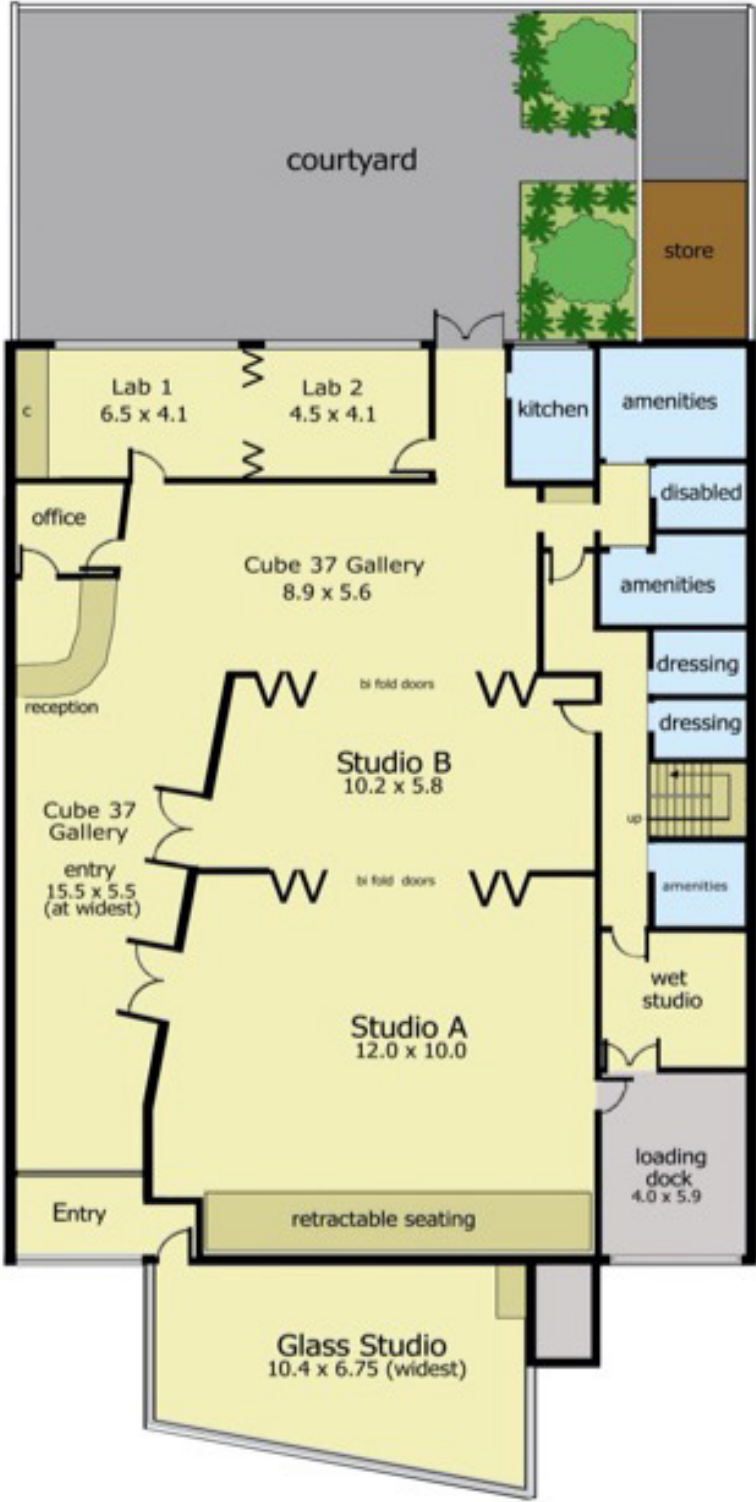 courtyard
store
Lab 1
6.5 x 4.1
Lab 2
4.5 x 4.1
c
kitchen
amenities
disabled
office
Cube 37 Gallery
8.9 x 5.6
amenities
dressing
reception
bi fold doors
dressing
Studio B
10.2 x 5.8
up
Cube 37
Gallery
entry
15.5 x 5.5
(at widest)
bi fold doors
amenities
wet
studio
Studio A
12.0 x 10.0
loading
dock
4.0 x 5.9
Entry
retractable seating
Glass Studio
10.4 x 6.75 (widest)